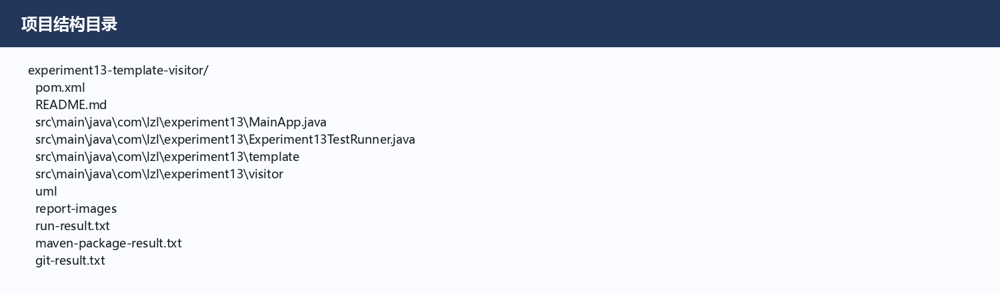 项目结构目录
experiment13-template-visitor/
pom.xml
README.md
src\main\java\com\lzl\experiment13\MainApp.java
src\main\java\com\lzl\experiment13\Experiment13TestRunner.java
src\main\java\com\lzl\experiment13\template
src\main\java\com\lzl\experiment13\visitor
uml
report-images
run-result.txt
maven-package-result.txt
git-result.txt